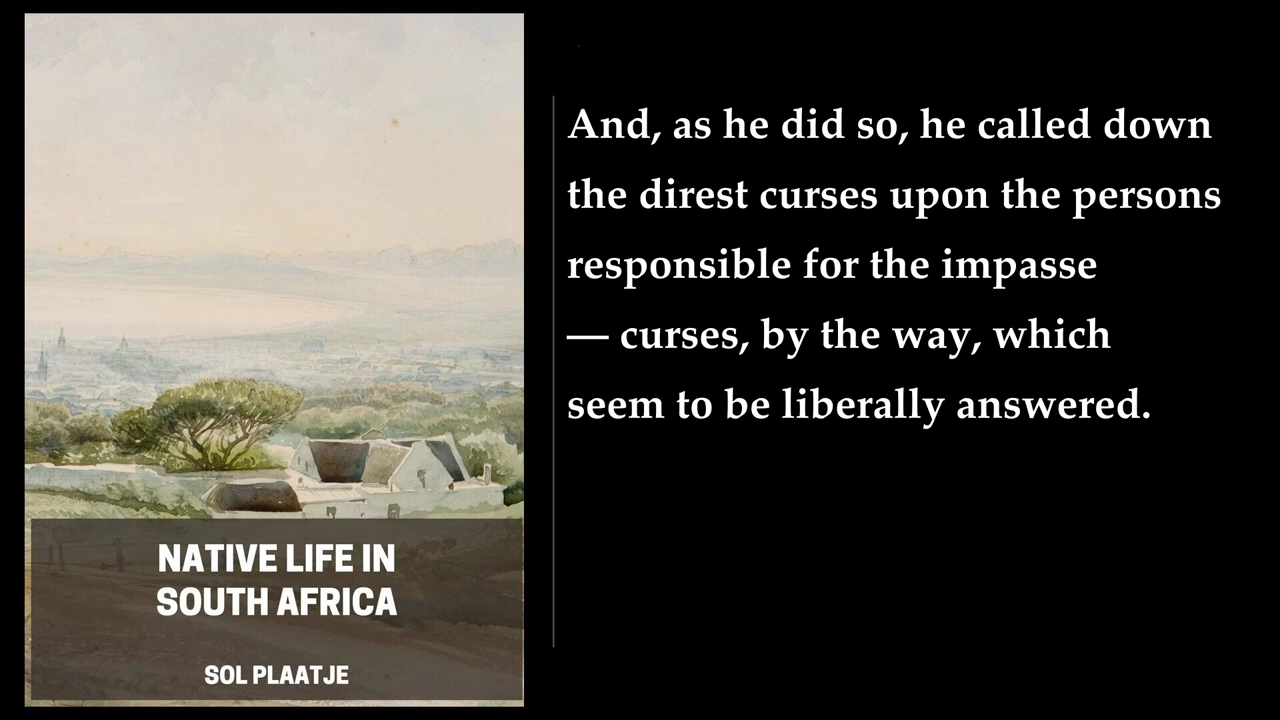 NATIVE LIFE IN
SOUTH AFRICA
SOL PLAATJE
And, as he did so, he called down
the direst curses upon the persons
responsible for the impasse
— curses, by the way, which
seem to be liberally answered.